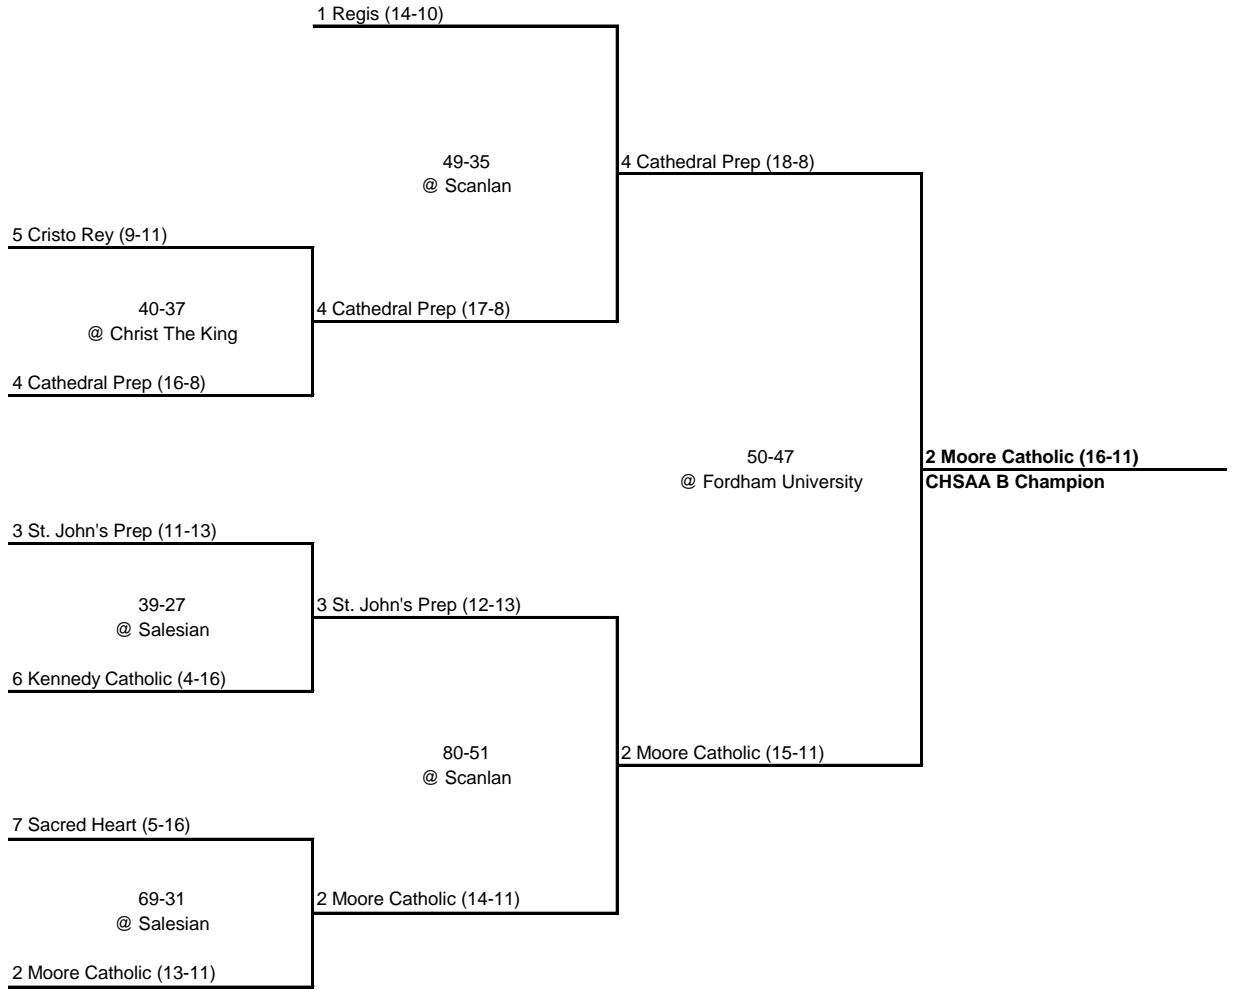 1 Regis (14-10)
49-35
@ Scanlan
4 Cathedral Prep (18-8)
5 Cristo Rey (9-11)
40-37
@ Christ The King
4 Cathedral Prep (17-8)
4 Cathedral Prep (16-8)
50-47
@ Fordham University
2 Moore Catholic (16-11)
CHSAA B Champion
3 St. John's Prep (11-13)
39-27
@ Salesian
3 St. John's Prep (12-13)
6 Kennedy Catholic (4-16)
80-51
@ Scanlan
2 Moore Catholic (15-11)
7 Sacred Heart (5-16)
69-31
@ Salesian
2 Moore Catholic (14-11)
2 Moore Catholic (13-11)